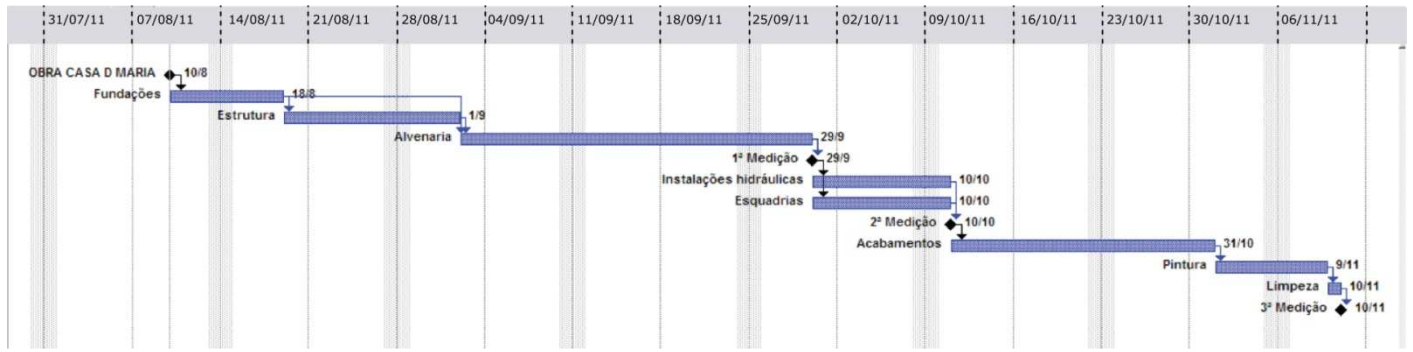 31/07/11 07/08/11 14/08/11 21/08/11 28/08/11 04/09/11 11/09/11 18/09/11 25/09/11 02/10/11 09/10/11 16/10/11 23/10/11 30/10/11 06/11/11
OBRA CASA D MARIA 10/8
Fundações 18/8
Estrutura 1/9
Alvenaria 29/9
1ª Medição 29/9
Instalações hidráulicas 10/10
Esquadrias 10/10
2ª Medição 10/10
Acabamentos 31/10
Pintura 9/11
Limpeza 10/11
3ª Medição 10/11